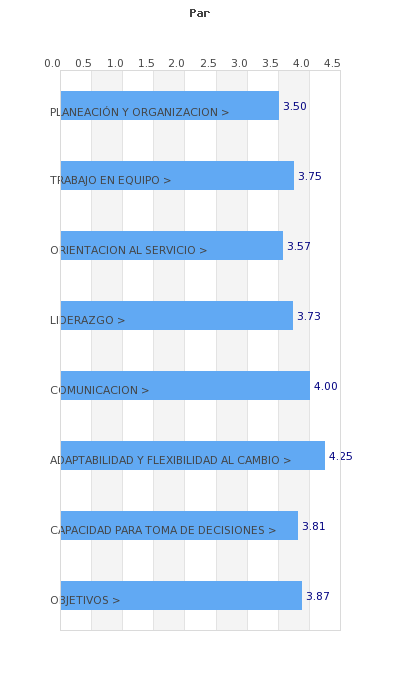 Par
0.0 0.5 1.0 1.5 2.0 2.5 3.0 3.5 4.0 4.5
PLANEACIÓN Y ORGANIZACION > 3.50
TRABAJO EN EQUIPO > 3.75
ORIENTACION AL SERVICIO > 3.57
LIDERAZGO > 3.73
COMUNICACION > 4.00
ADAPTABILIDAD Y FLEXIBILIDAD AL CAMBIO > 4.25
CAPACIDAD PARA TOMA DE DECISIONES > 3.81
OBJETIVOS > 3.87